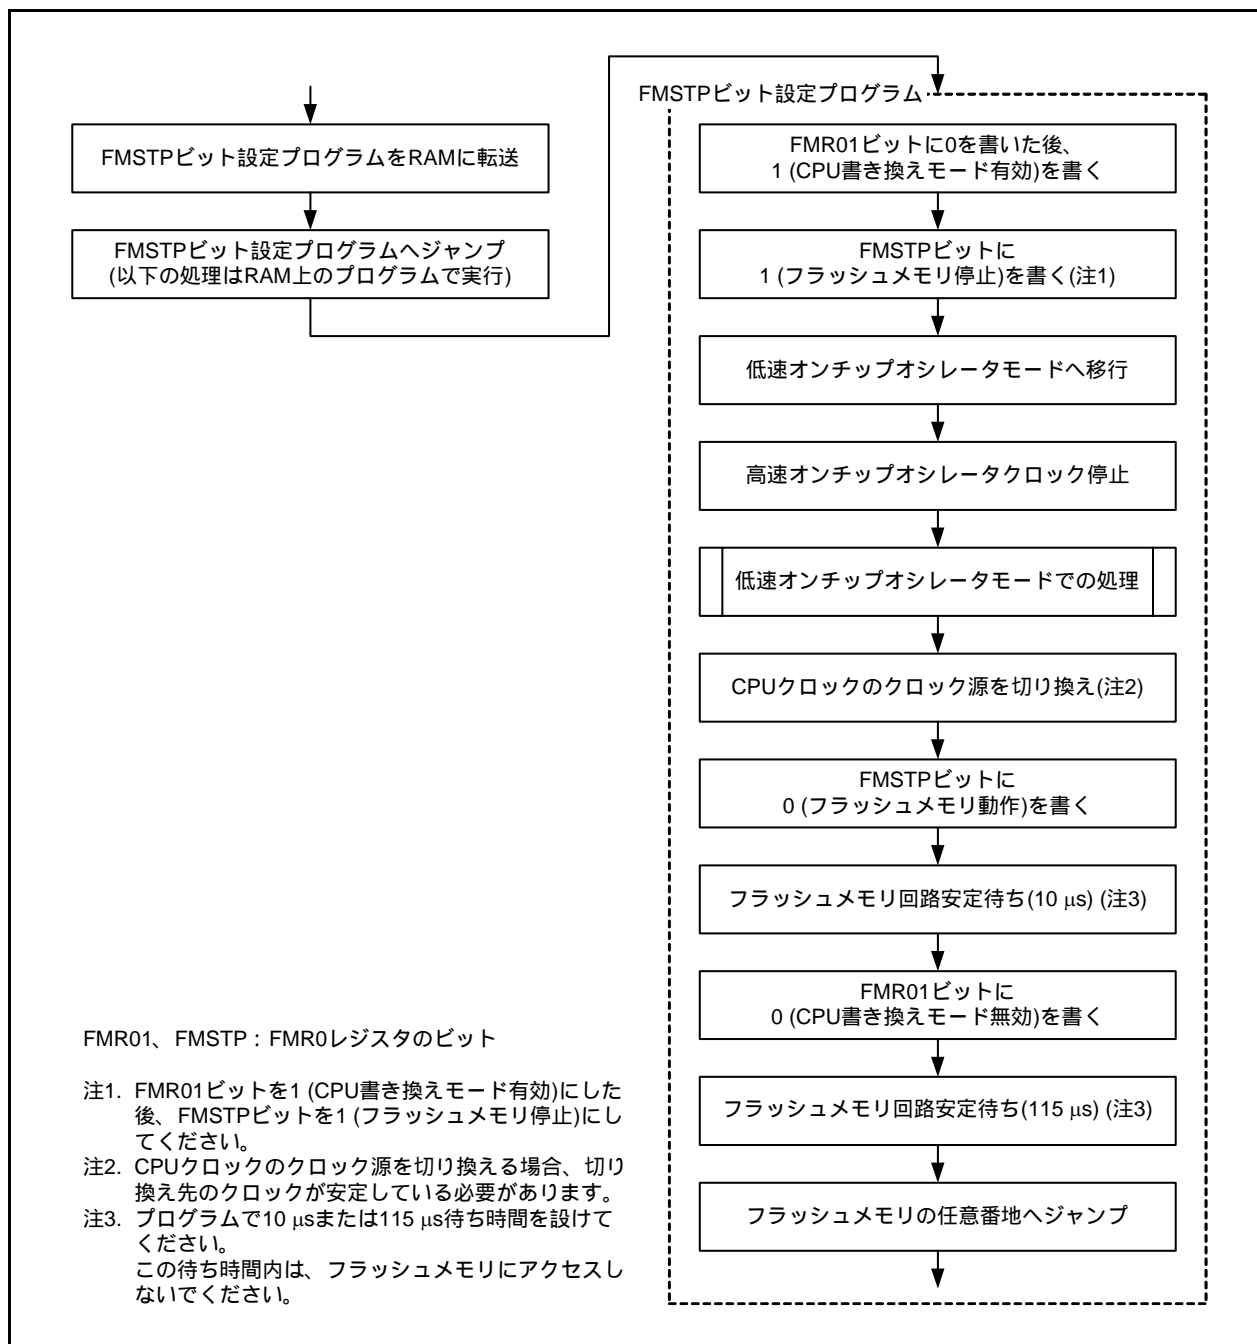 FMSTPビット設定プログラムをRAMに転送
FMSTPビット設定プログラムへジャンプ
(以下の処理はRAM上のプログラムで実行)
FMSTPビット設定プログラム
FMR01ビットに0を書いた後、
1 (CPU書き換えモード有効)を書く
FMSTPビットに
1 (フラッシュメモリ停止)を書く(注1)
低速オンチップオシレータモードへ移行
高速オンチップオシレータクロック停止
低速オンチップオシレータモードでの処理
CPUクロックのクロック源を切り換え(注2)
FMSTPビットに
0 (フラッシュメモリ動作)を書く
フラッシュメモリ回路安定待ち(10 μs) (注3)
FMR01ビットに
0 (CPU書き換えモード無効)を書く
フラッシュメモリ回路安定待ち(115 μs) (注3)
フラッシュメモリの任意番地へジャンプ
FMR01、FMSTP : FMR0レジスタのビット
注1. FMR01ビットを1 (CPU書き換えモード有効)にした
後、FMSTPビットを1 (フラッシュメモリ停止)にし
てください。
注2. CPUクロックのクロック源を切り換える場合、切り
換え先のクロックが安定している必要があります。
注3. プログラムで10 μsまたは115 μs待ち時間を設けて
ください。
この待ち時間内は、フラッシュメモリにアクセスし
ないでください。